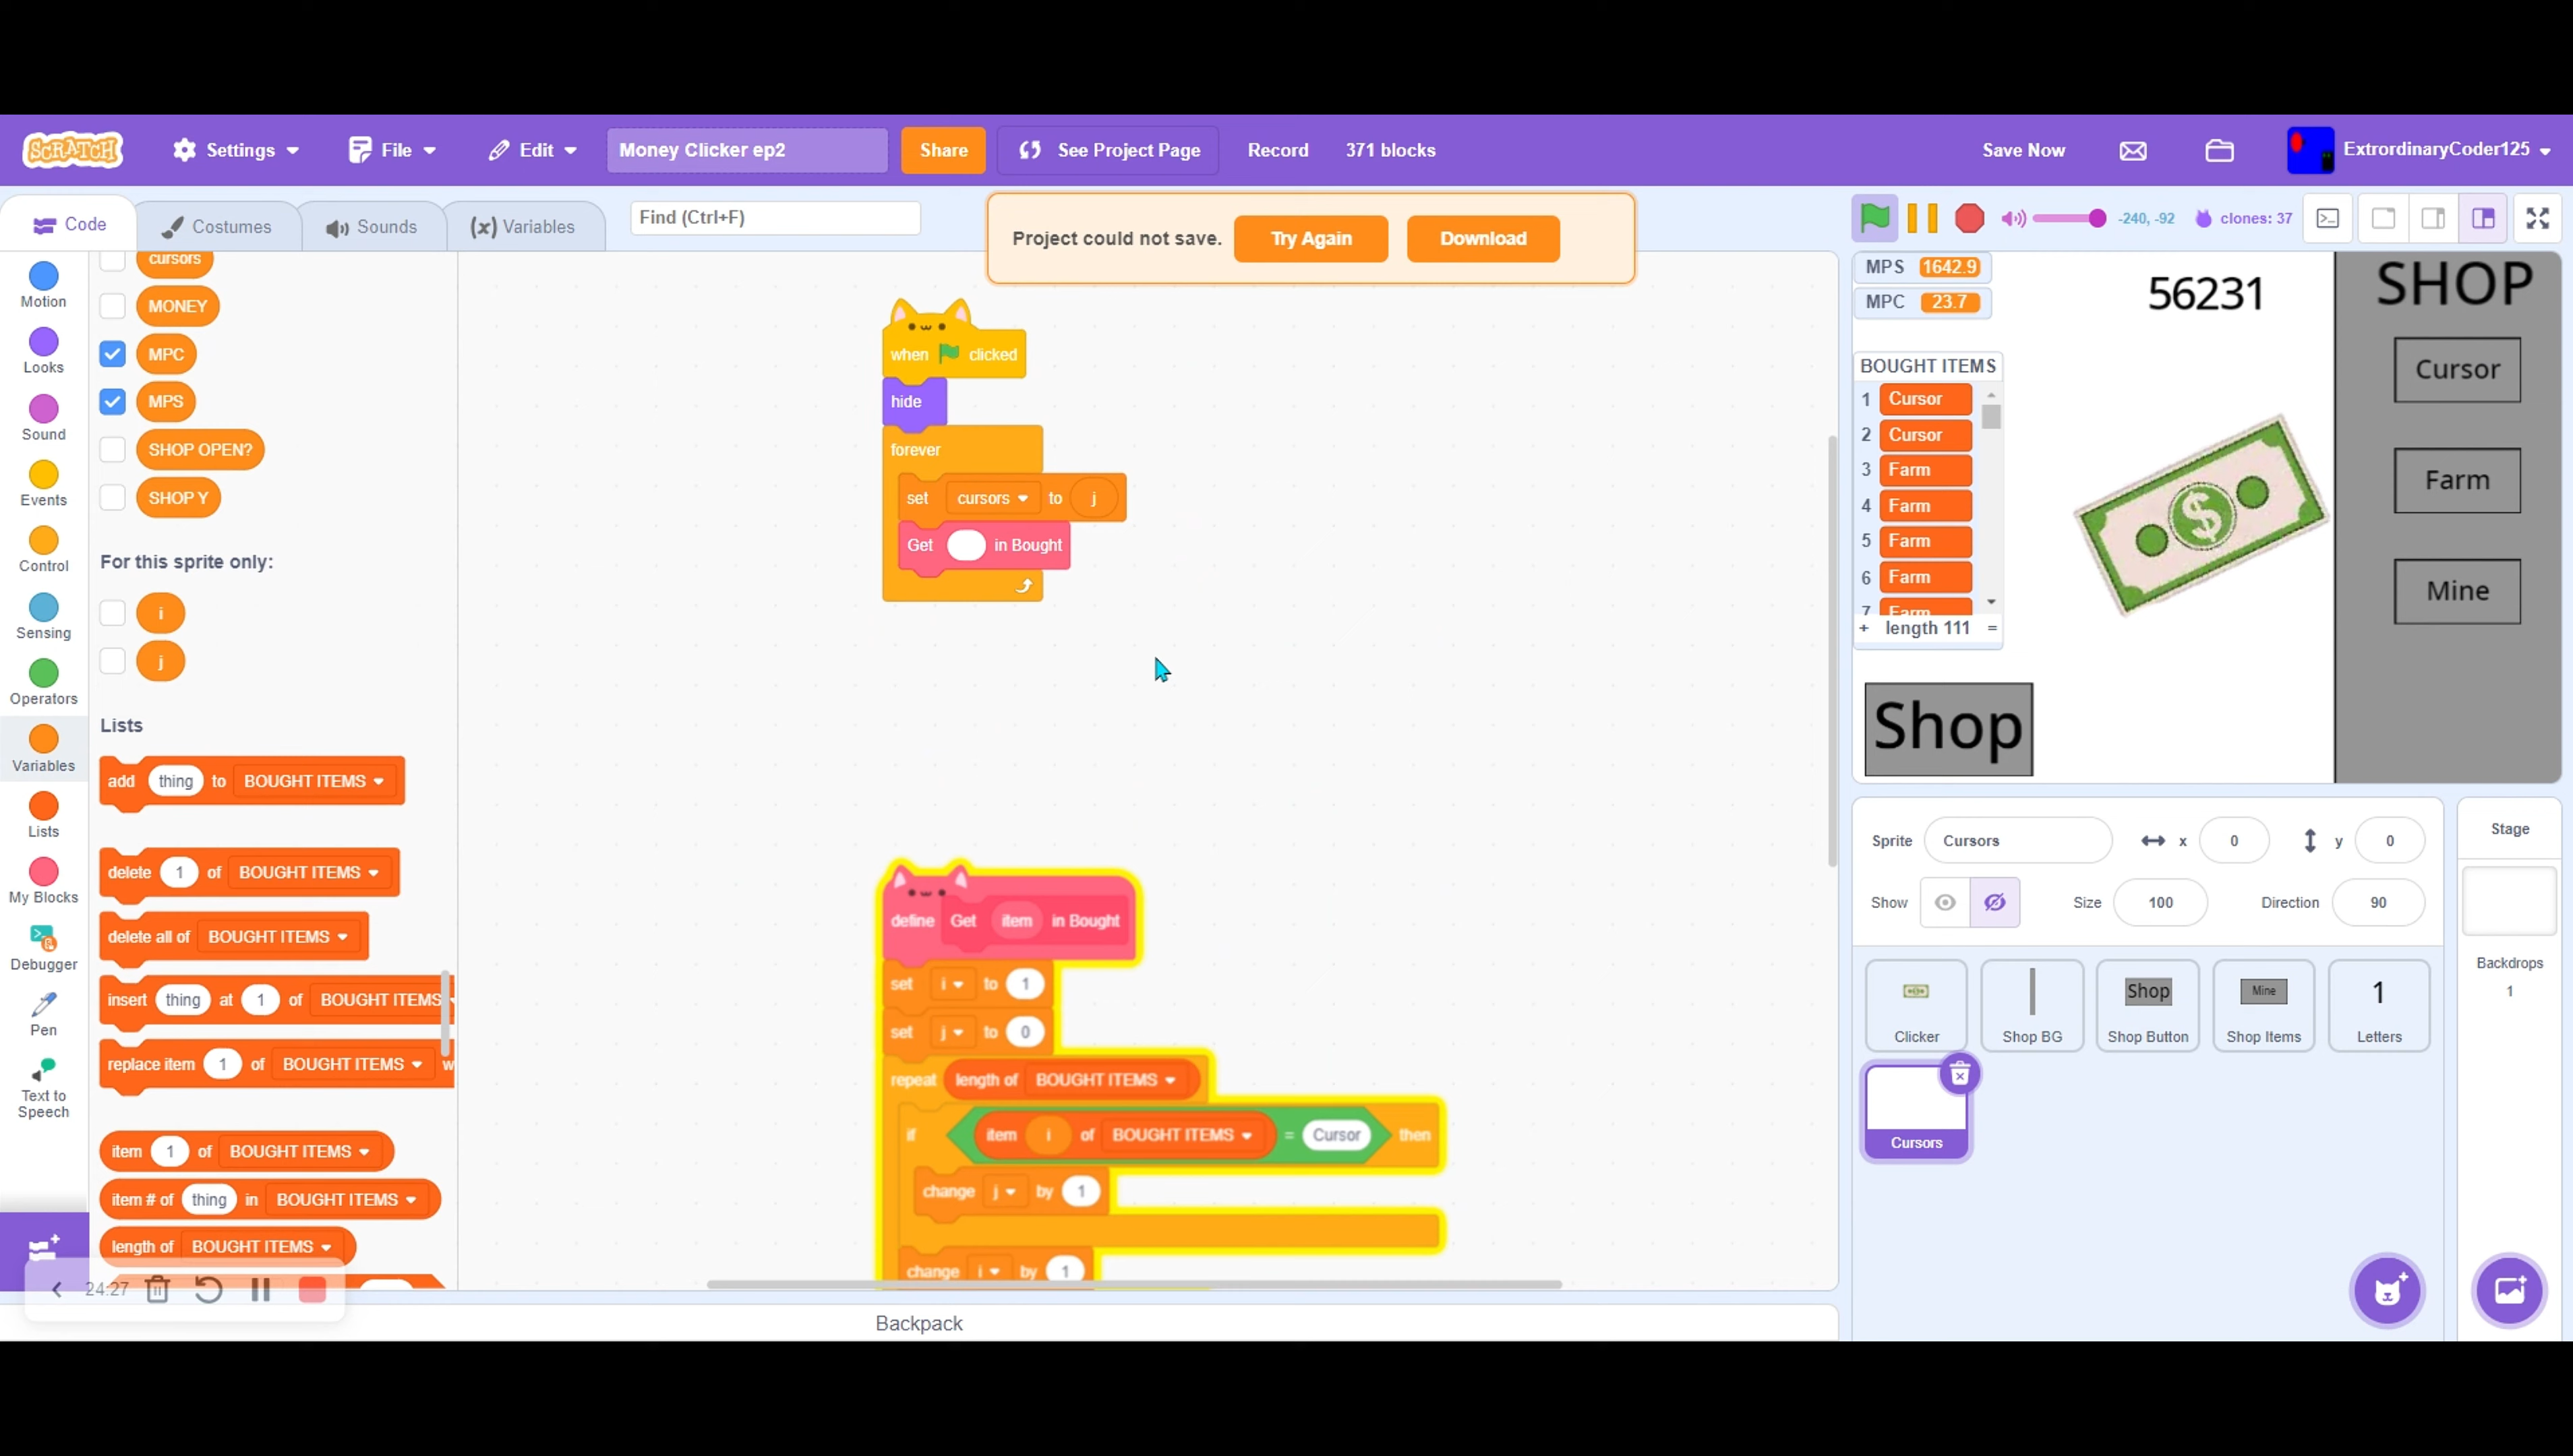 SCRATCH Settings File Edit Money Clicker ep2 Share See Project Page Record 371 blocks Save Now ExtrordinaryCoder125
Code Costumes Sounds Variables Find (Ctrl+F)
Project could not save. Try Again Download
-240, -92 clones: 37
Motion
Looks
Sound
Events
Control
Sensing
Operators
Variables
Lists
My Blocks
Debugger
Pen
Text to
Speech
cursors
MONEY
MPC
MPS
SHOP OPEN?
SHOP Y
For this sprite only:
i
j
Lists
add thing to BOUGHT ITEMS
delete 1 of BOUGHT ITEMS
delete all of BOUGHT ITEMS
insert thing at 1 of BOUGHT ITEMS
replace item 1 of BOUGHT ITEMS w
item 1 of BOUGHT ITEMS
item # of thing in BOUGHT ITEMS
length of BOUGHT ITEMS
24:27
when clicked
hide
forever
set cursors to j
Get in Bought
define Get item in Bought
set i to 1
set j to 0
repeat length of BOUGHT ITEMS
if item i of BOUGHT ITEMS = Cursor then
change j by 1
change i by 1
Backpack
MPS 1642.9
MPC 23.7
56231
SHOP
Cursor
Farm
Mine
BOUGHT ITEMS
1 Cursor
2 Cursor
3 Farm
4 Farm
5 Farm
6 Farm
7 Farm
+ length 111 =
$
Shop
Sprite Cursors x 0 y 0
Show Size 100 Direction 90
Clicker
Shop BG
Shop
Shop Button
Mine
Shop Items
1
Letters
Cursors
Stage
Backdrops
1